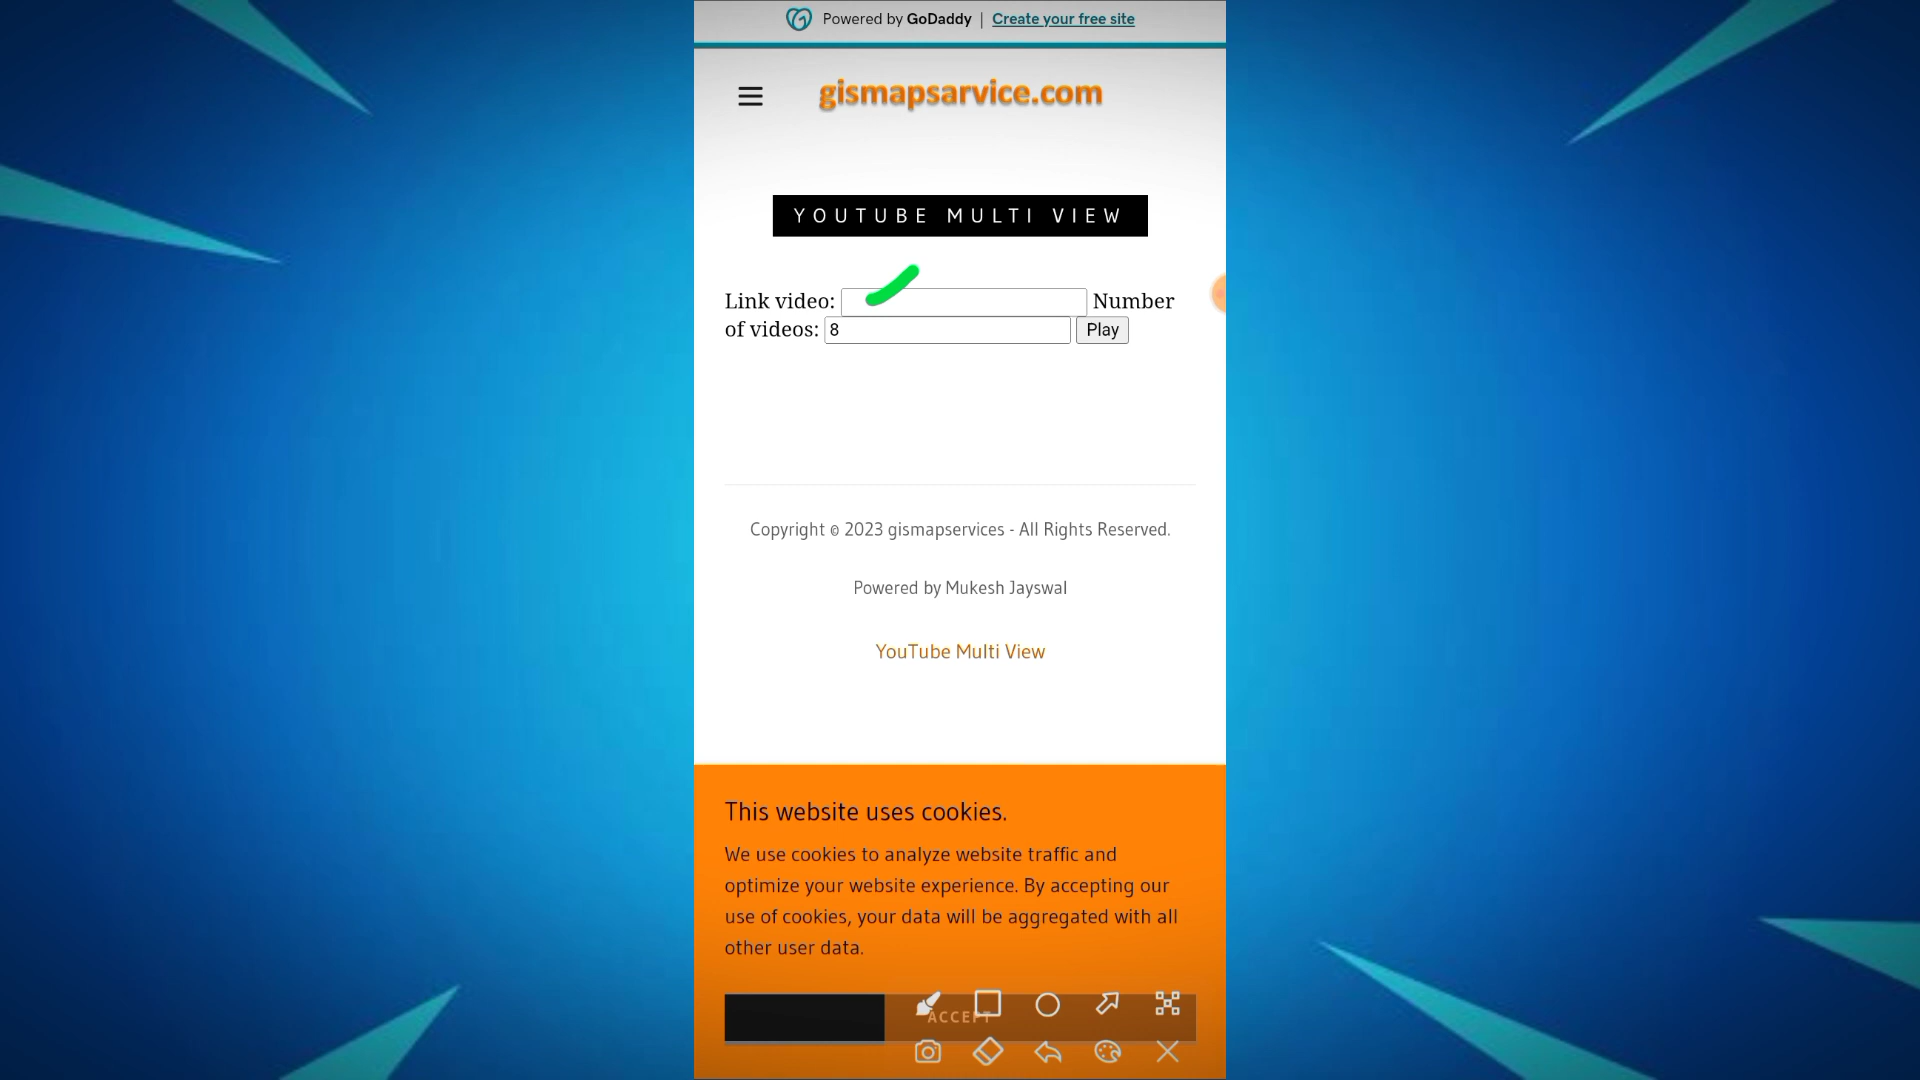 Powered by GoDaddy | Create your free site
gismapsarvice.com
YOUTUBE MULTI VIEW
Link video: Number
of videos: 8 Play
Copyright © 2023 gismapservices - All Rights Reserved.
Powered by Mukesh Jayswal
YouTube Multi View
This website uses cookies.
We use cookies to analyze website traffic and
optimize your website experience. By accepting our
use of cookies, your data will be aggregated with all
other user data.
ACCEPT